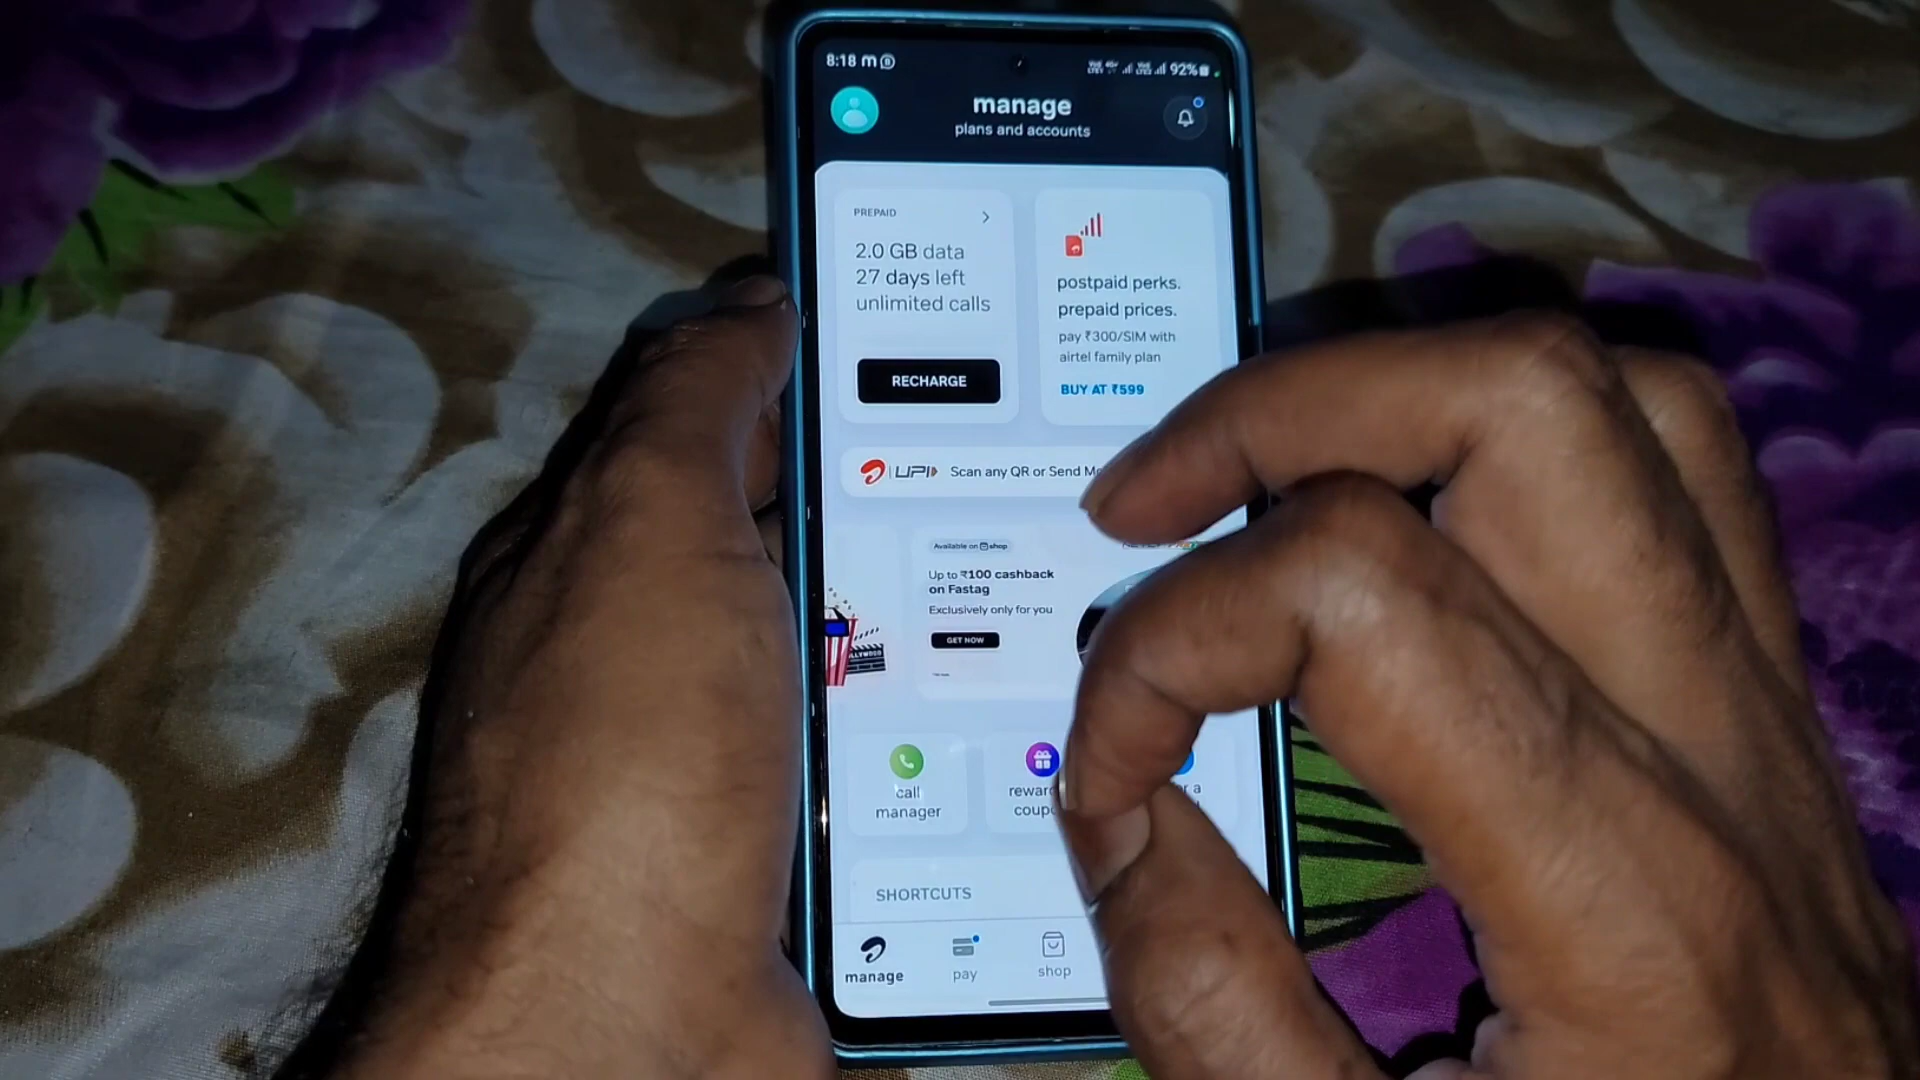 8:18 m
92%
manage
plans and accounts
PREPAID
2.0 GB data
27 days left
unlimited calls
RECHARGE
postpaid perks.
prepaid prices.
pay ₹300/SIM with
airtel family plan
BUY AT ₹599
UPI Scan any QR or Send
Available on shop
Up to ₹100 cashback
on Fastag
Exclusively only for you
GET NOW
call
manager
SHORTCUTS
manage
pay
shop